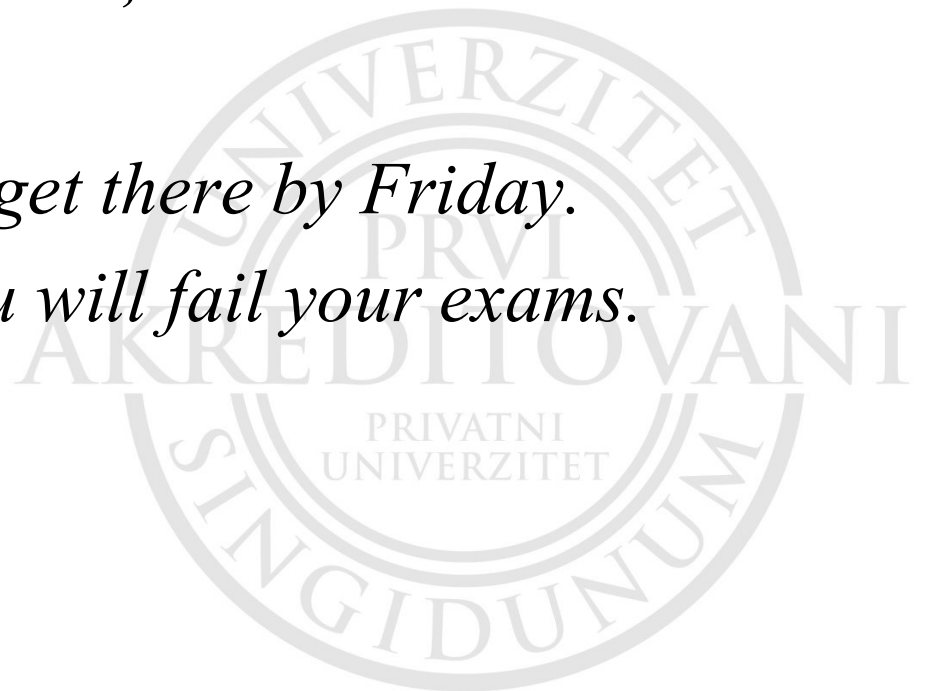 get there by Friday.
will fail your exams.
UNIVERZITET
PRVI
AKREDITOVANI
PRIVATNI
UNIVERZITET
SINGIDUNUM